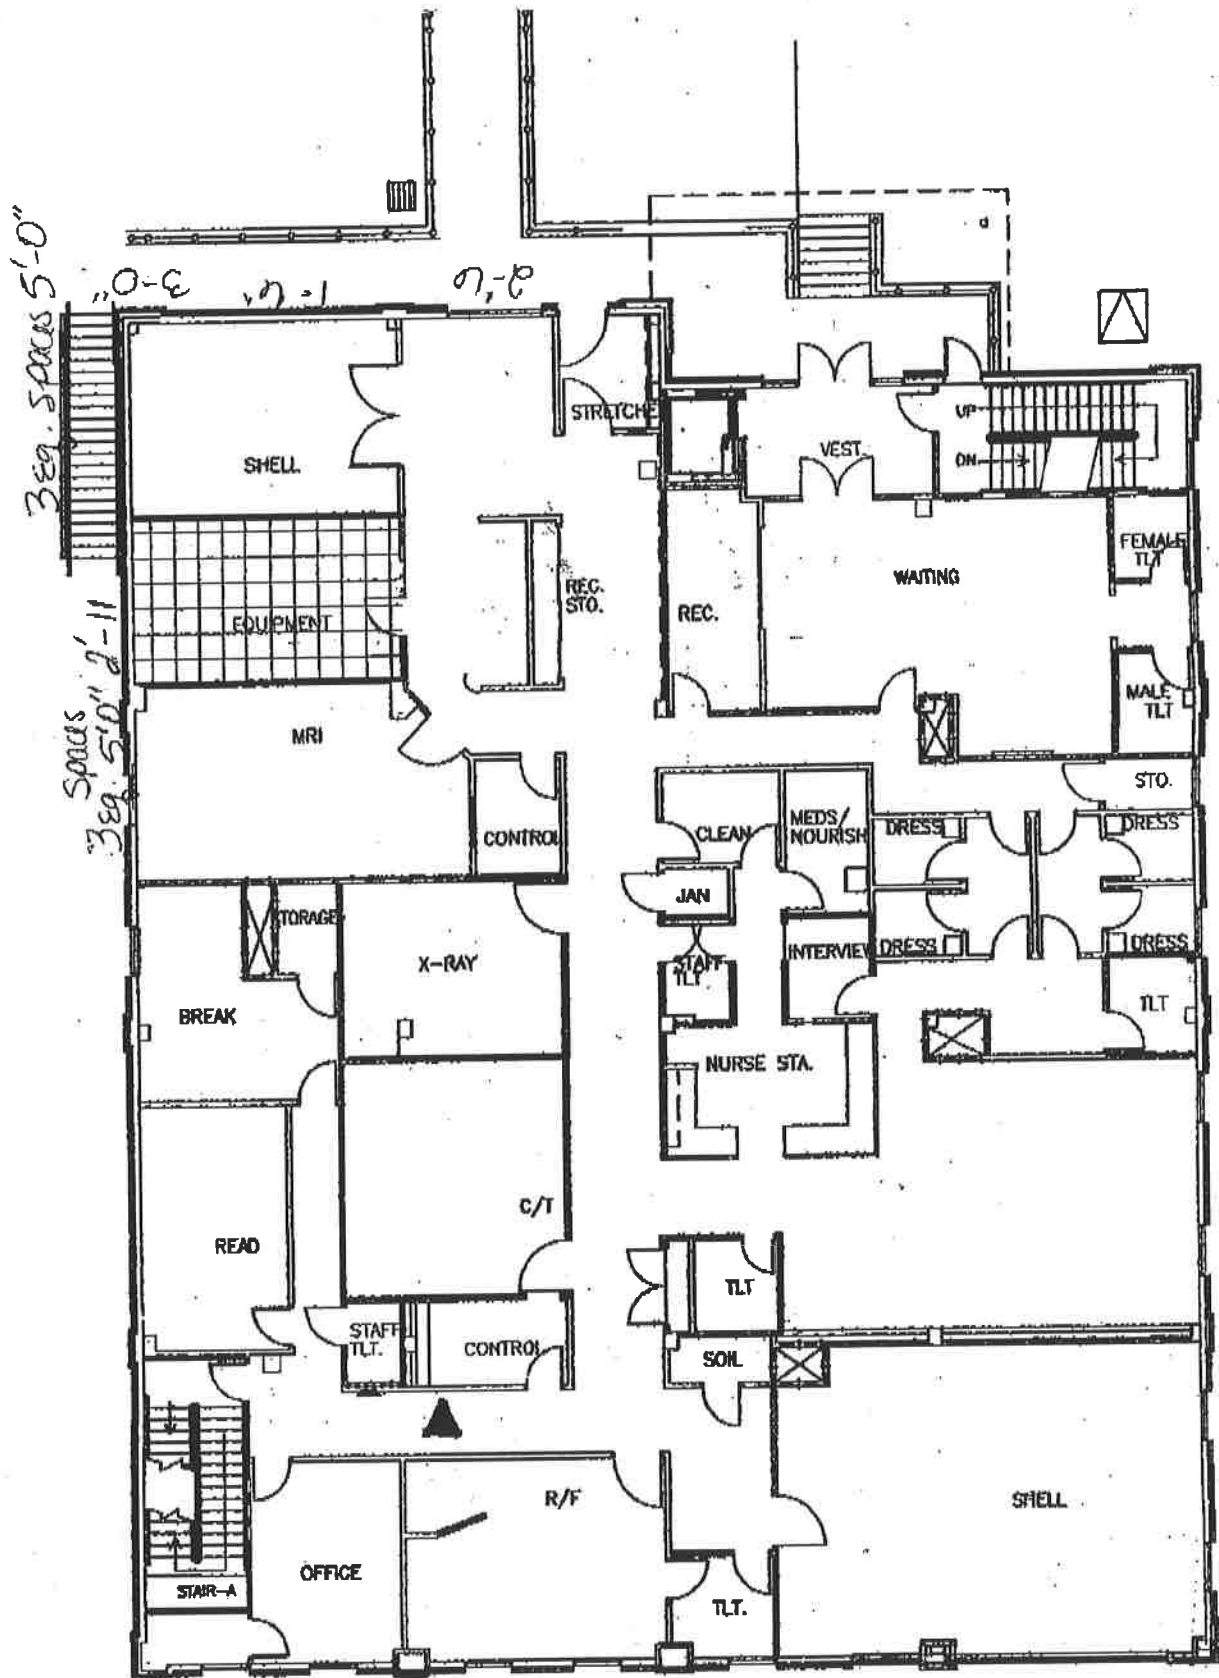 3 Eq. Spaces 5'-0"
3-0"
1'-6"
2'-6
Spaces
3 Eq. 5'0" 2'-11
STRETCHE
UP
DN
VEST.
SHELL
FEMALE
TLT
WAITING
REC.
STO.
REC.
EQUIPMENT
MALE
TLT
MRI
STO.
CONTROL
CLEAN
MEDS/
NOURISH
DRESS
DRESS
JAN
STORAGE
X-RAY
STAFF
TLT
INTERVIEW
DRESS
DRESS
BREAK
TLT
NURSE STA.
C/T
READ
TLT
STAFF
TLT.
CONTROL
SOIL
R/F
SHELL
OFFICE
STAIR-A
TLT.